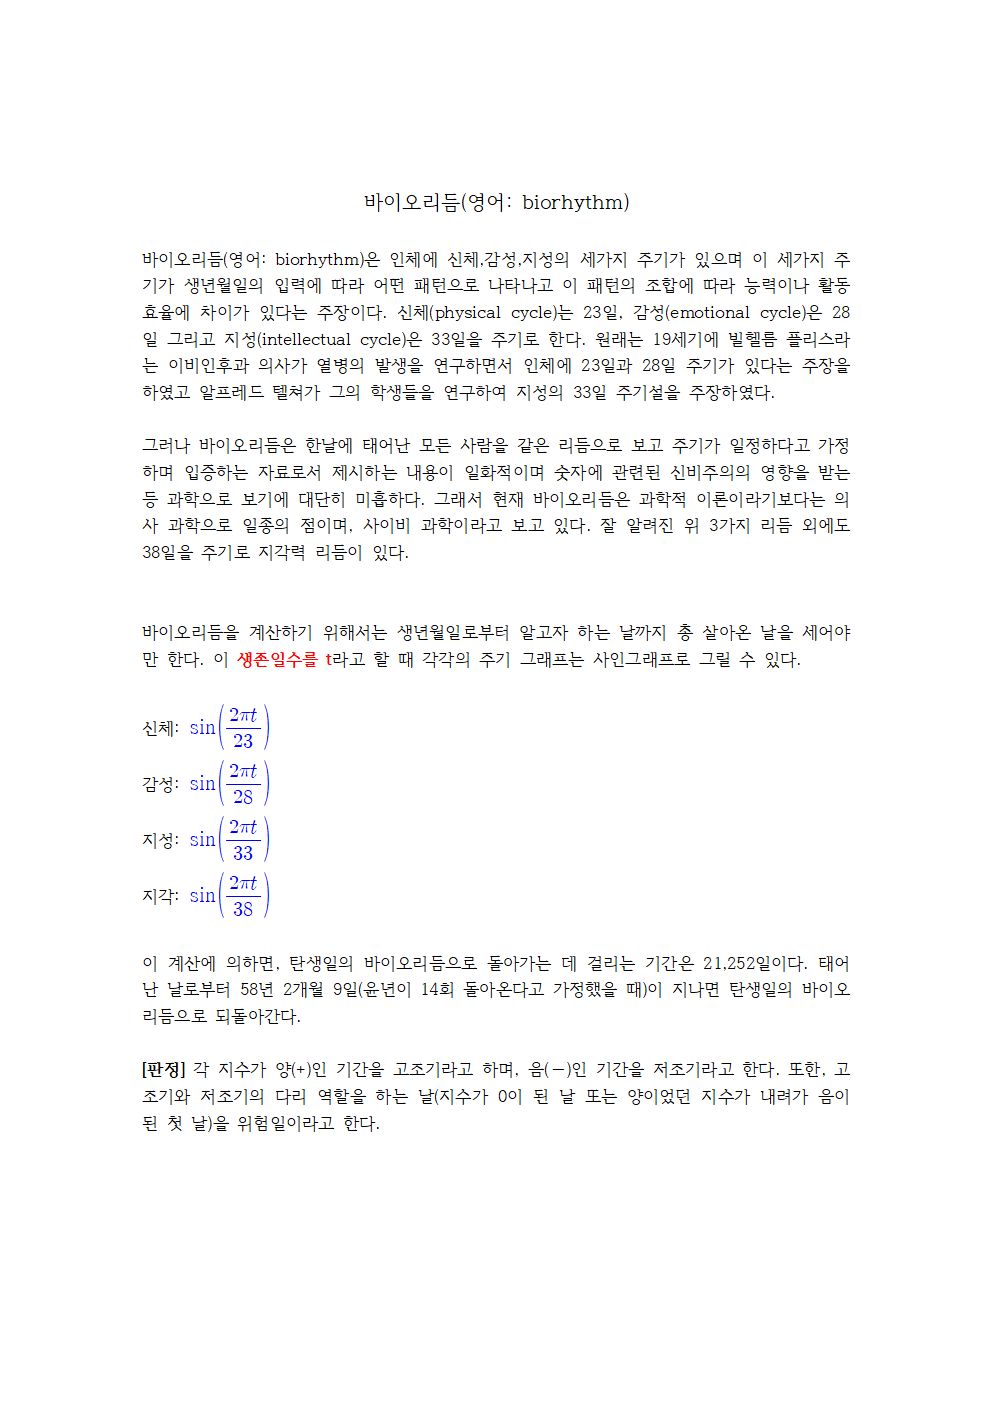 바이오리듬(영어: biorhythm)
바이오리듬(영어: biorhythm)은 인체에 신체,감성,지성의 세가지 주기가 있으며 이 세가지 주
기가 생년월일의 입력에 따라 어떤 패턴으로 나타나고 이 패턴의 조합에 따라 능력이나 활동
효율에 차이가 있다는 주장이다. 신체(physical cycle)는 23일, 감성(emotional cycle)은 28
일 그리고 지성(intellectual cycle)은 33일을 주기로 한다. 원래는 19세기에 빌헬름 플리스라
는 이비인후과 의사가 열병의 발생을 연구하면서 인체에 23일과 28일 주기가 있다는 주장을
하였고 알프레드 텔쳐가 그의 학생들을 연구하여 지성의 33일 주기설을 주장하였다.
그러나 바이오리듬은 한날에 태어난 모든 사람을 같은 리듬으로 보고 주기가 일정하다고 가정
하며 입증하는 자료로서 제시하는 내용이 일화적이며 숫자에 관련된 신비주의의 영향을 받는
등 과학으로 보기에 대단히 미흡하다. 그래서 현재 바이오리듬은 과학적 이론이라기보다는 의
사 과학으로 일종의 점이며, 사이비 과학이라고 보고 있다. 잘 알려진 위 3가지 리듬 외에도
38일을 주기로 지각력 리듬이 있다.
바이오리듬을 계산하기 위해서는 생년월일로부터 알고자 하는 날까지 총 살아온 날을 세어야
만 한다. 이 생존일수를 t라고 할 때 각각의 주기 그래프는 사인그래프로 그릴 수 있다.
신체: sin(2πt/23)
감성: sin(2πt/28)
지성: sin(2πt/33)
지각: sin(2πt/38)
이 계산에 의하면, 탄생일의 바이오리듬으로 돌아가는 데 걸리는 기간은 21,252일이다. 태어
난 날로부터 58년 2개월 9일(윤년이 14회 돌아온다고 가정했을 때)이 지나면 탄생일의 바이오
리듬으로 되돌아간다.
[판정] 각 지수가 양(+)인 기간을 고조기라고 하며, 음(－)인 기간을 저조기라고 한다. 또한, 고
조기와 저조기의 다리 역할을 하는 날(지수가 0이 된 날 또는 양이었던 지수가 내려가 음이
된 첫 날)을 위험일이라고 한다.